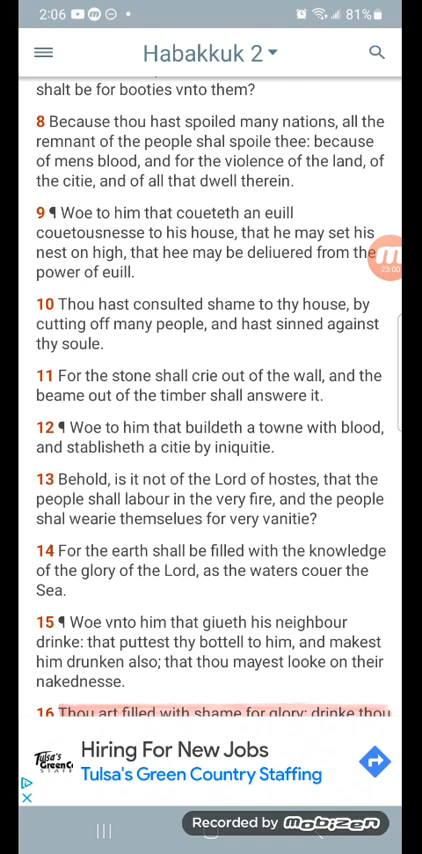 2:06
81%
Habakkuk 2
shalt be for booties vnto them?
8 Because thou hast spoiled many nations, all the
remnant of the people shal spoile thee: because
of mens blood, and for the violence of the land, of
the citie, and of all that dwell therein.
9 ¶ Woe to him that coueteth an euill
couetousnesse to his house, that he may set his
nest on high, that hee may be deliuered from the
power of euill.
23:00
10 Thou hast consulted shame to thy house, by
cutting off many people, and hast sinned against
thy soule.
11 For the stone shall crie out of the wall, and the
beame out of the timber shall answere it.
12 ¶ Woe to him that buildeth a towne with blood,
and stablisheth a citie by iniquitie.
13 Behold, is it not of the Lord of hostes, that the
people shall labour in the very fire, and the people
shal wearie themselues for very vanitie?
14 For the earth shall be filled with the knowledge
of the glory of the Lord, as the waters couer the
Sea.
15 ¶ Woe vnto him that giueth his neighbour
drinke: that puttest thy bottell to him, and makest
him drunken also; that thou mayest looke on their
nakednesse.
16 Thou art filled with shame for glory: drinke thou
Tulsa's
Green
STAFF
Hiring For New Jobs
Tulsa's Green Country Staffing
Recorded by mobizen